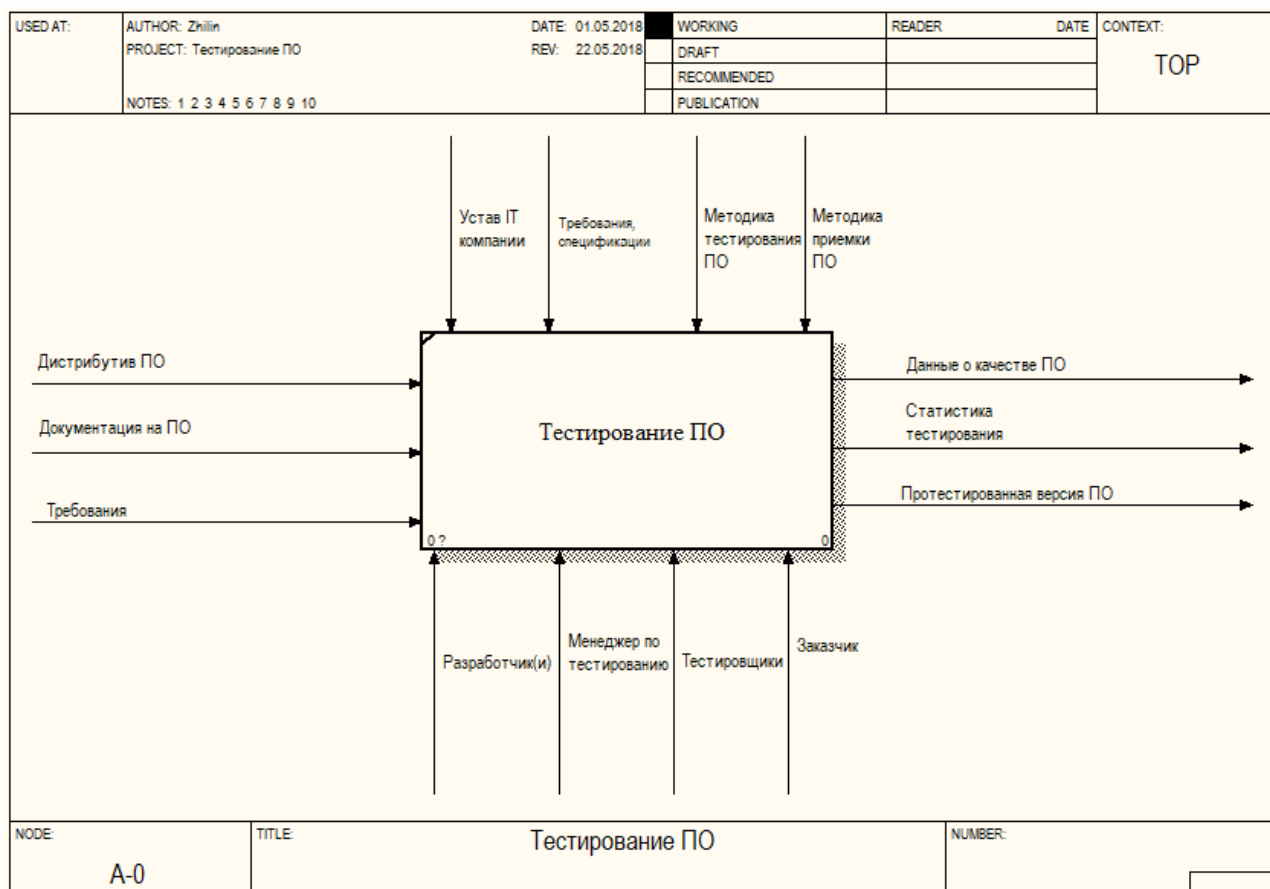 USED AT:
AUTHOR: Zhilin
DATE: 01.05.2018
PROJECT: Тестирование ПО
REV: 22.05.2018
NOTES: 1 2 3 4 5 6 7 8 9 10
WORKING
DRAFT
RECOMMENDED
PUBLICATION
READER
DATE
CONTEXT:
TOP
Устав IT
компании
Требования,
спецификации
Методика
тестирования
ПО
Методика
приемки
ПО
Дистрибутив ПО
Документация на ПО
Требования
Тестирование ПО
0 ?
0
Данные о качестве ПО
Статистика
тестирования
Протестированная версия ПО
Разработчик(и)
Менеджер по
тестированию
Тестировщики
Заказчик
NODE:
A-0
TITLE:
Тестирование ПО
NUMBER: